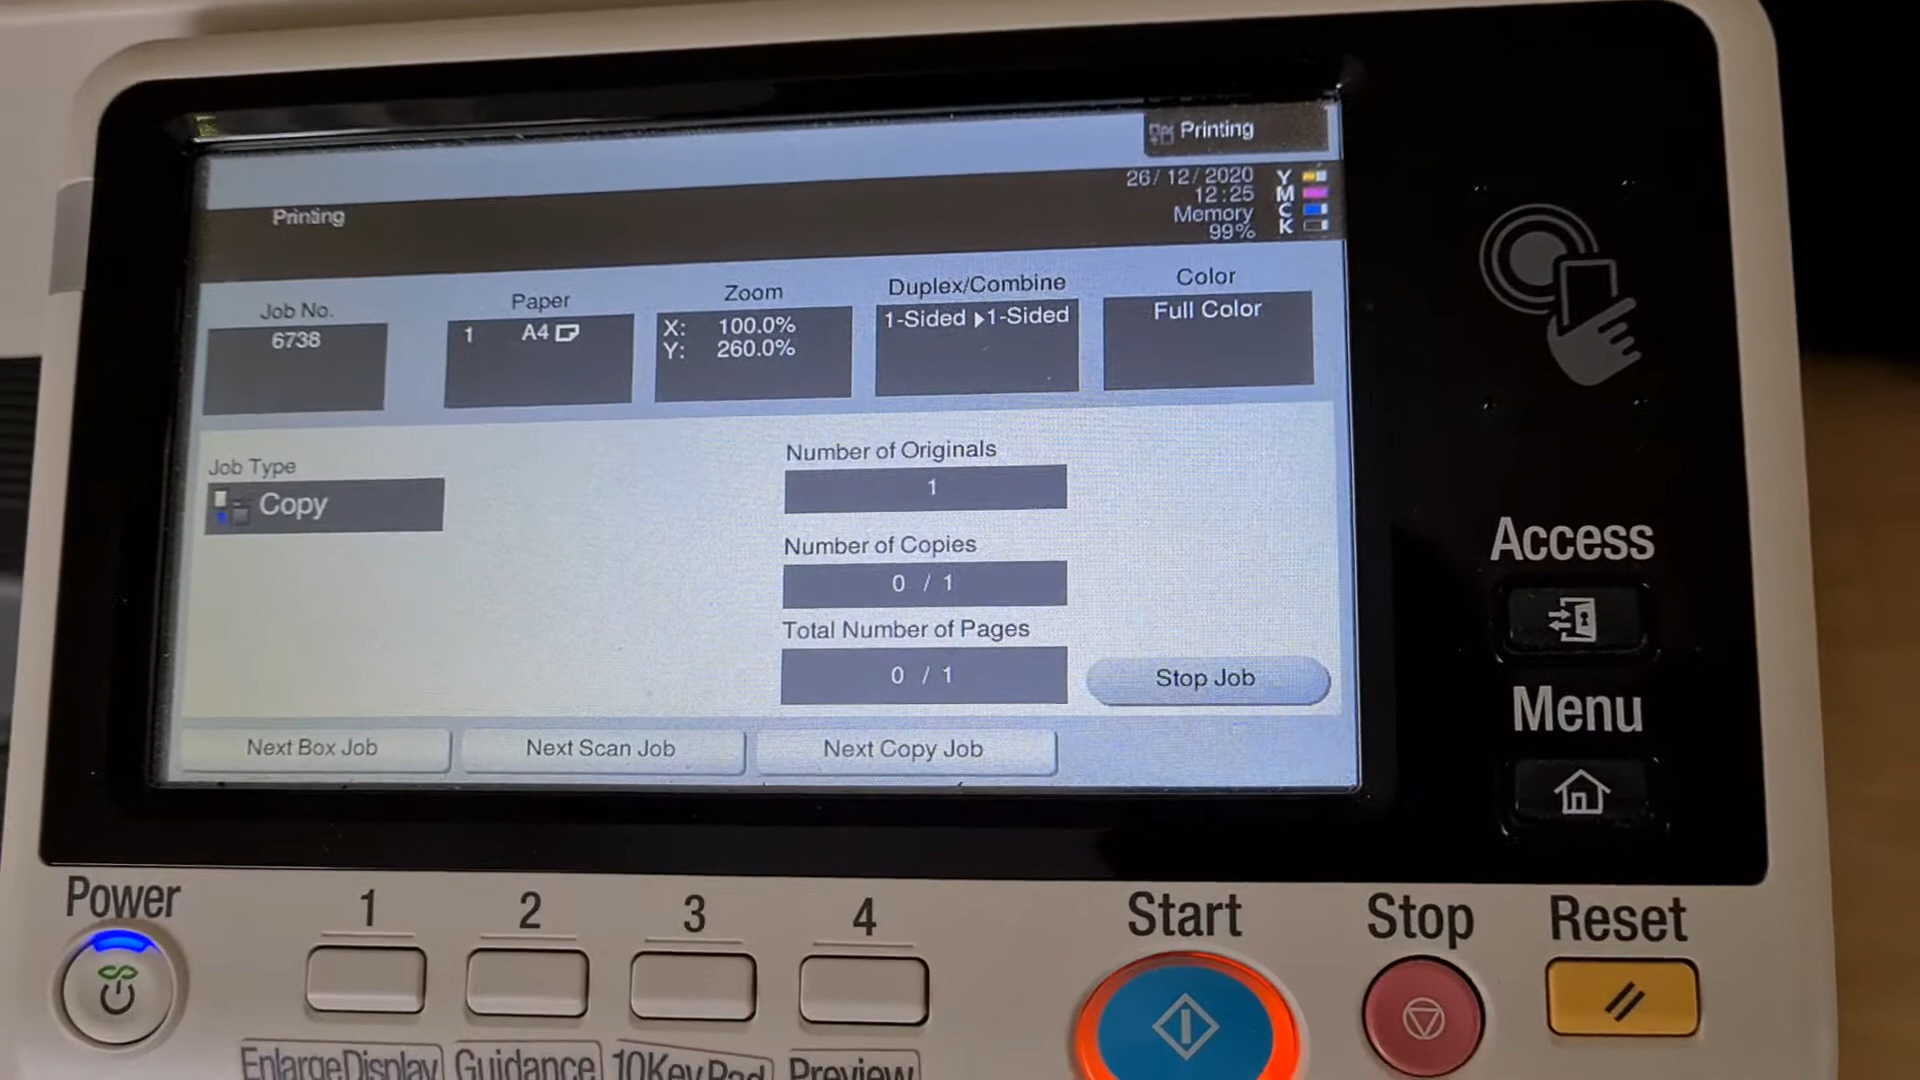 Printing
26/12/2020
12:25
Memory
99%
Y
M
C
K
Printing
Job No.
6738
Paper
1 A4
Zoom
X: 100.0%
Y: 260.0%
Duplex/Combine
1-Sided ▶1-Sided
Color
Full Color
Job Type
Copy
Number of Originals
1
Number of Copies
0 / 1
Total Number of Pages
0 / 1
Stop Job
Next Box Job
Next Scan Job
Next Copy Job
Access
Menu
Power
1
2
3
4
Start
Stop
Reset
EnlargeDisplay
Guidance
10KeyPad
Preview